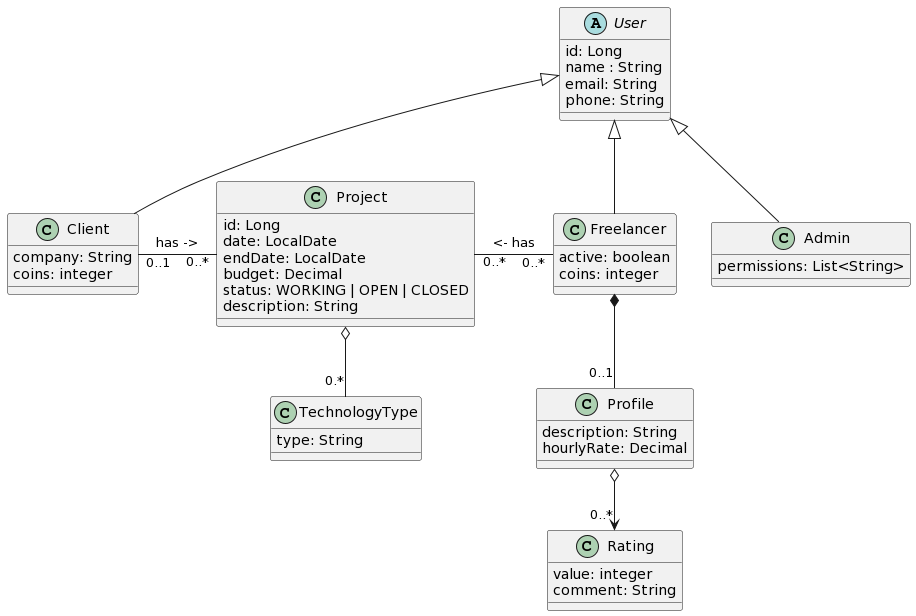 A User
id: Long
name : String
email: String
phone: String
C Client
company: String
coins: integer
has ->
0..1
0..*
C Project
id: Long
date: LocalDate
endDate: LocalDate
budget: Decimal
status: WORKING | OPEN | CLOSED
description: String
<- has
0..*
0..*
C Freelancer
active: boolean
coins: integer
C Admin
permissions: List<String>
0.*
C TechnologyType
type: String
0..1
C Profile
description: String
hourlyRate: Decimal
0..*
C Rating
value: integer
comment: String